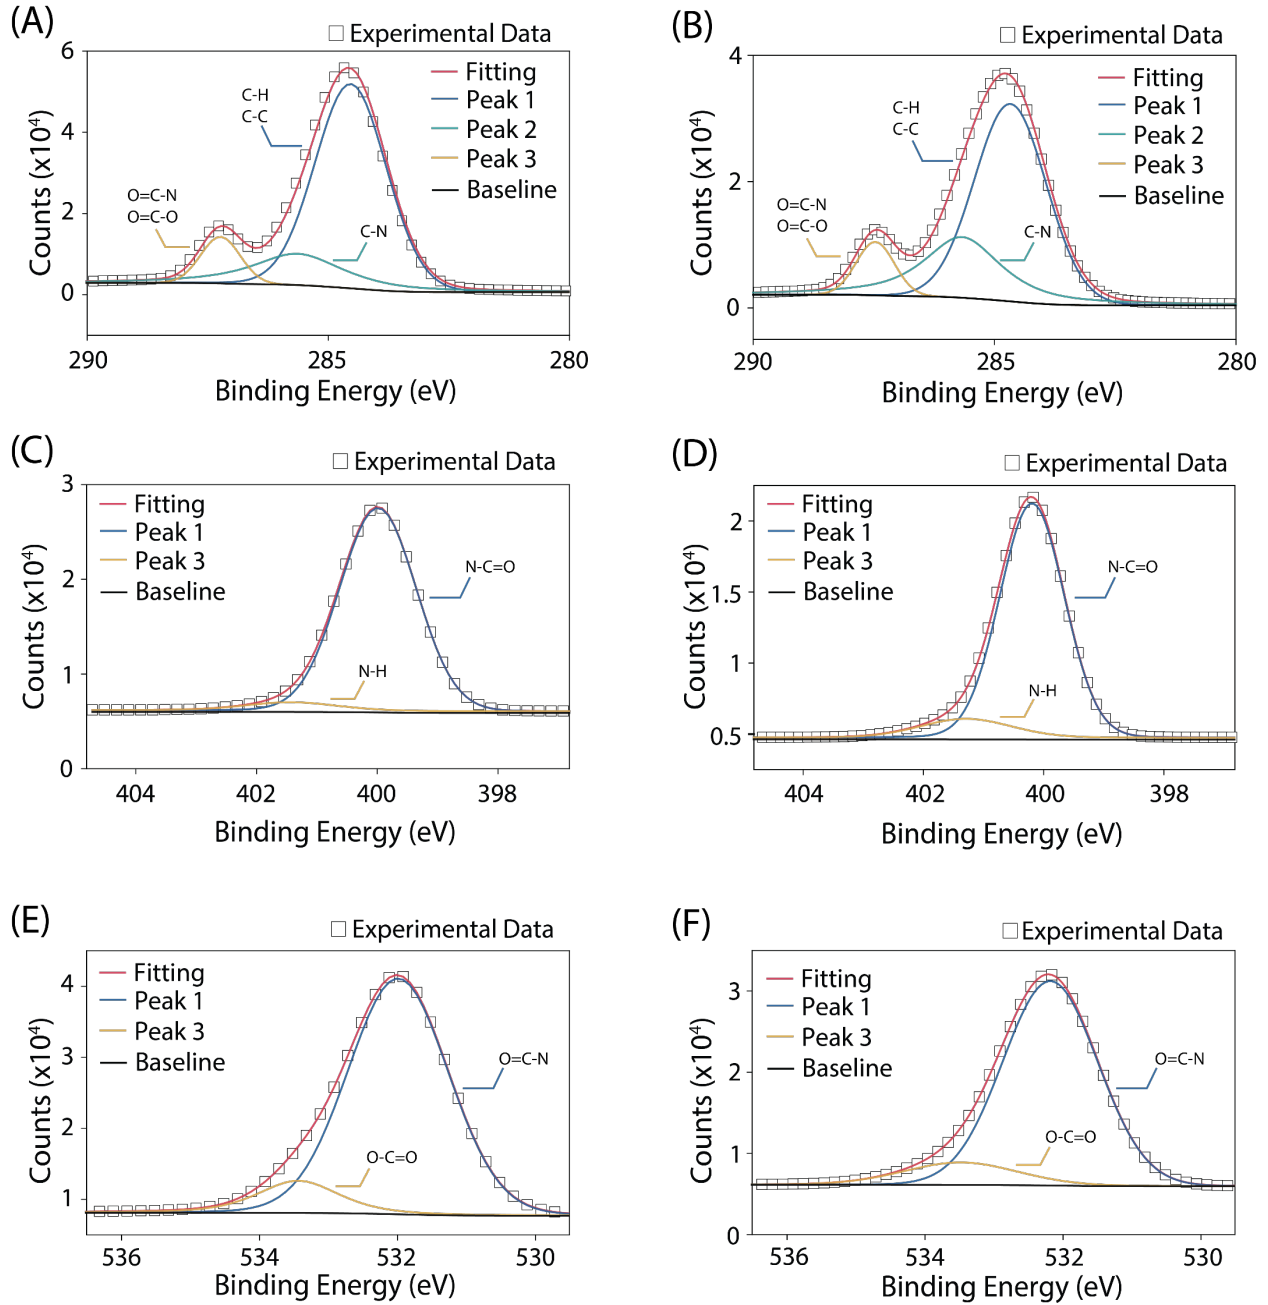 (A)
□ Experimental Data
Fitting
Peak 1
Peak 2
Peak 3
Baseline
C-H
C-C
O=C-N
O=C-O
C-N
6
4
2
0
Counts (x10⁴)
290
285
280
Binding Energy (eV)
(B)
□ Experimental Data
Fitting
Peak 1
Peak 2
Peak 3
Baseline
C-H
C-C
O=C-N
O=C-O
C-N
4
2
0
Counts (x10⁴)
290
285
280
Binding Energy (eV)
(C)
□ Experimental Data
Fitting
Peak 1
Peak 3
Baseline
N-C=O
N-H
3
2
1
0
Counts (x10⁴)
404
402
400
398
Binding Energy (eV)
(D)
□ Experimental Data
Fitting
Peak 1
Peak 3
Baseline
N-C=O
N-H
2
1.5
1
0.5
Counts (x10⁴)
404
402
400
398
Binding Energy (eV)
(E)
□ Experimental Data
Fitting
Peak 1
Peak 3
Baseline
O=C-N
O-C=O
4
3
2
1
Counts (x10⁴)
536
534
532
530
Binding Energy (eV)
(F)
□ Experimental Data
Fitting
Peak 1
Peak 3
Baseline
O=C-N
O-C=O
3
2
1
0
Counts (x10⁴)
536
534
532
530
Binding Energy (eV)